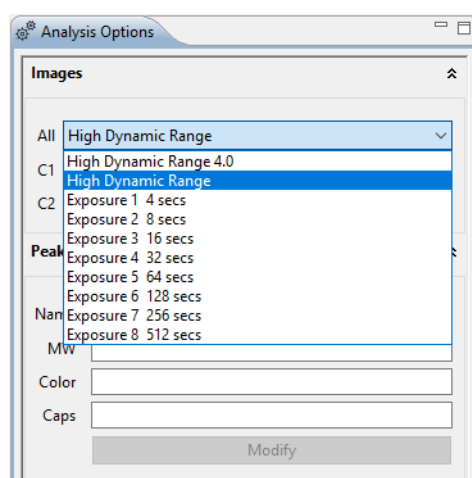 Analysis Options
Images
All High Dynamic Range
High Dynamic Range 4.0
C1
High Dynamic Range
C2
Exposure 1 4 secs
Exposure 2 8 secs
Exposure 3 16 secs
Exposure 4 32 secs
Exposure 5 64 secs
Exposure 6 128 secs
Exposure 7 256 secs
Exposure 8 512 secs
MW
Color
Caps
Modify